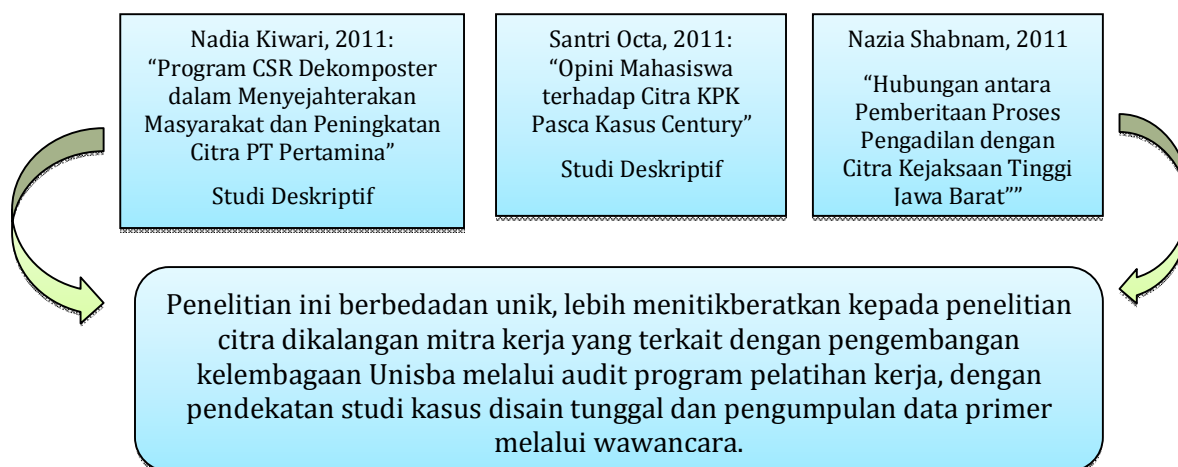 Nadia Kiwari, 2011:
“Program CSR Dekomposter
dalam Menyejahterakan
Masyarakat dan Peningkatan
Citra PT Pertamina”
Studi Deskriptif
Santri Octa, 2011:
“Opini Mahasiswa
terhadap Citra KPK
Pasca Kasus Century”
Studi Deskriptif
Nazia Shabnam, 2011
“Hubungan antara
Pemberitaan Proses
Pengadilan dengan
Citra Kejaksaan Tinggi
Jawa Barat””
Penelitian ini berbedadan unik, lebih menitikberatkan kepada penelitian
citra dikalangan mitra kerja yang terkait dengan pengembangan
kelembagaan Unisba melalui audit program pelatihan kerja, dengan
pendekatan studi kasus disain tunggal dan pengumpulan data primer
melalui wawancara.